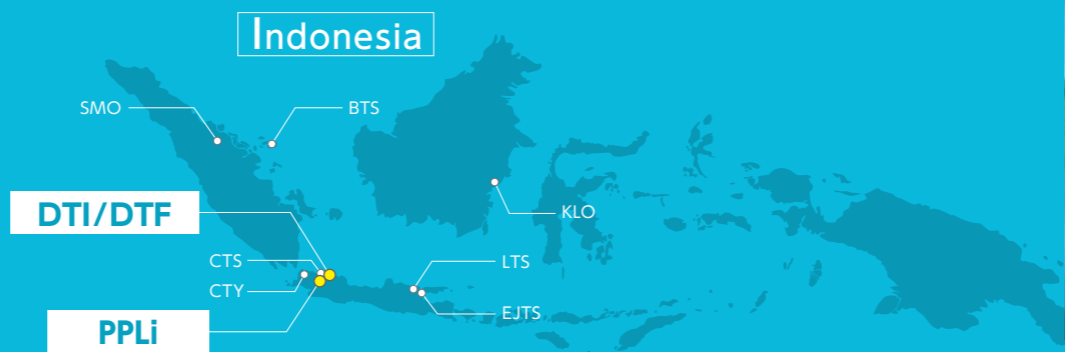 Indonesia
SMO
BTS
DTI/DTF
KLO
CTS
LTS
CTY
EJTS
PPLi